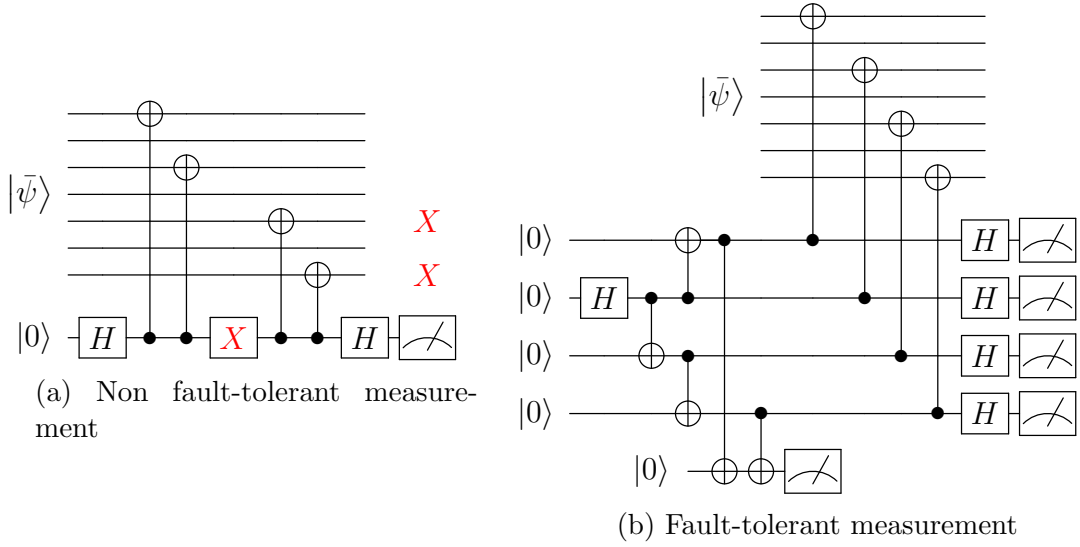 |ψ̄⟩
X
X
|0⟩ H X H
(a) Non fault-tolerant measure-
ment
|ψ̄⟩
|0⟩ H
|0⟩ H H
|0⟩ H
|0⟩ H
|0⟩
(b) Fault-tolerant measurement